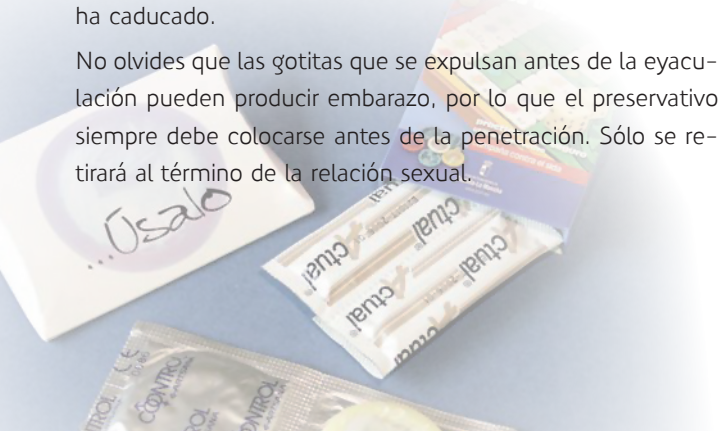 ha caducado.
No olvides que las gotitas que se expulsan antes de la eyacu-
lación pueden producir embarazo, por lo que el preservativo
siempre debe colocarse antes de la penetración. Sólo se re-
tirará al término de la relación sexual.
...Úsalo
ctual
ctual
ctual
ctual
CONTROL
CONTROL
CE